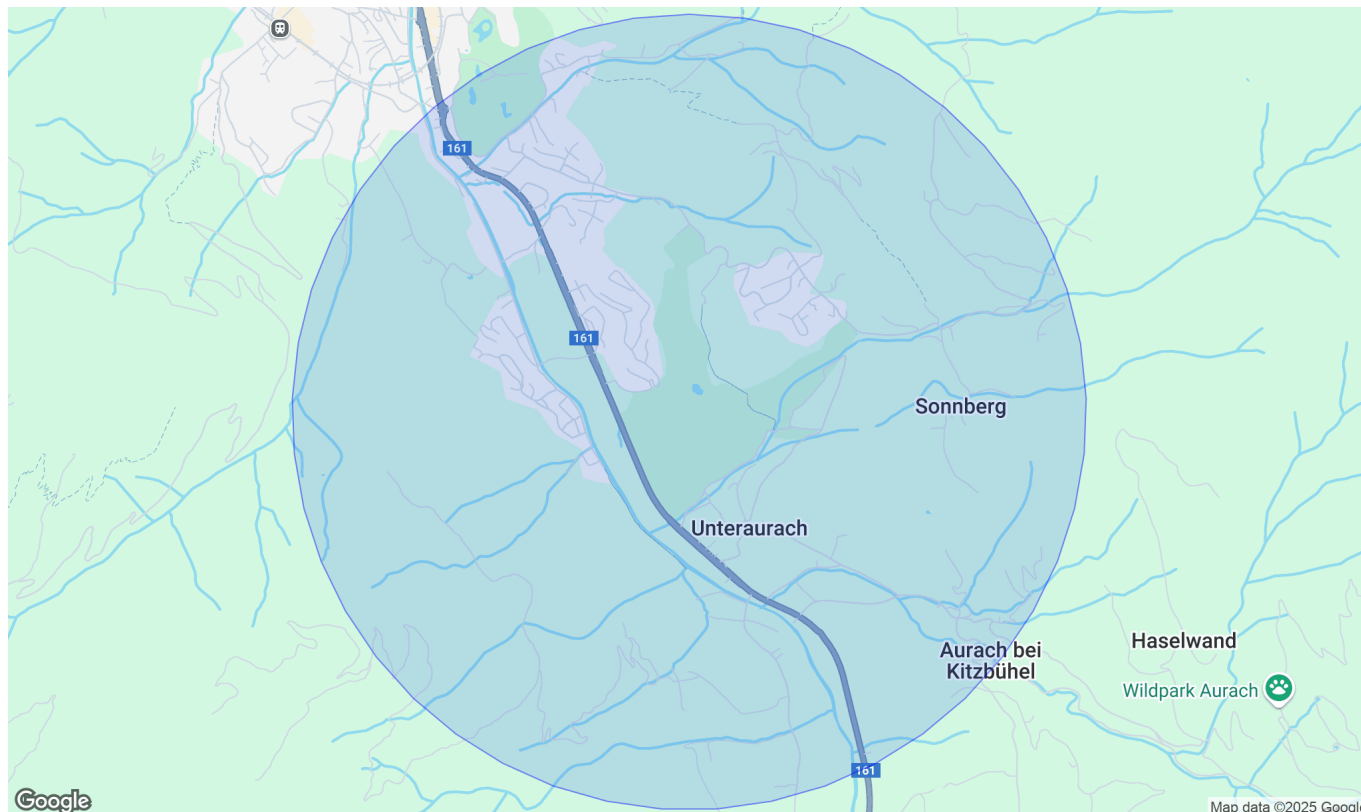 161
161
Sonnberg
Unteraurach
Aurach bei
Kitzbühel
Haselwand
Wildpark Aurach
161
Google
Map data ©2025 Google